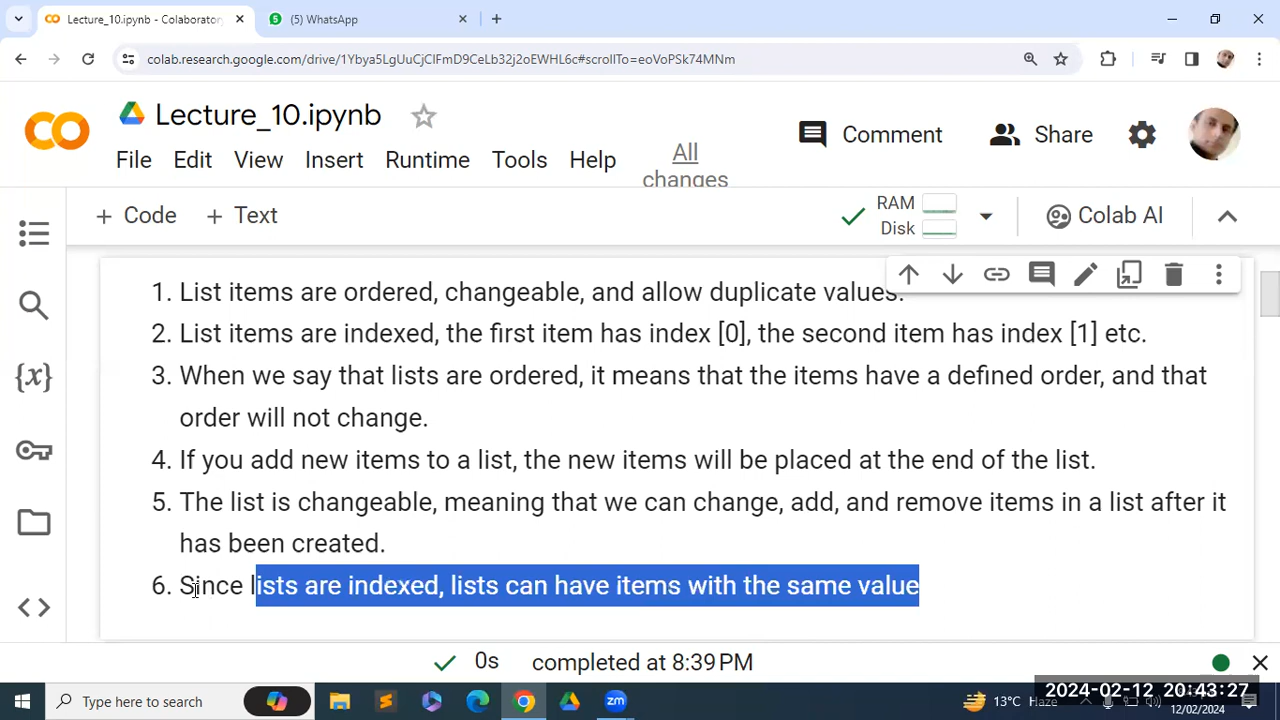 Lecture_10.ipynb - Colaborator
(5) WhatsApp
colab.research.google.com/drive/1Ybya5LgUuCjCIFmD9CeLb32j2oEWHL6c#scrollTo=eoVoPSk74MNm
Lecture_10.ipynb
Comment
Share
File Edit View Insert Runtime Tools Help
All changes
+ Code + Text
RAM
Disk
Colab AI
1. List items are ordered, changeable, and allow duplicate values.
2. List items are indexed, the first item has index [0], the second item has index [1] etc.
3. When we say that lists are ordered, it means that the items have a defined order, and that
order will not change.
4. If you add new items to a list, the new items will be placed at the end of the list.
5. The list is changeable, meaning that we can change, add, and remove items in a list after it
has been created.
6. Since lists are indexed, lists can have items with the same value
0s completed at 8:39 PM
Type here to search
13°C Haze
2024-02-12 20:43:27
12/02/2024